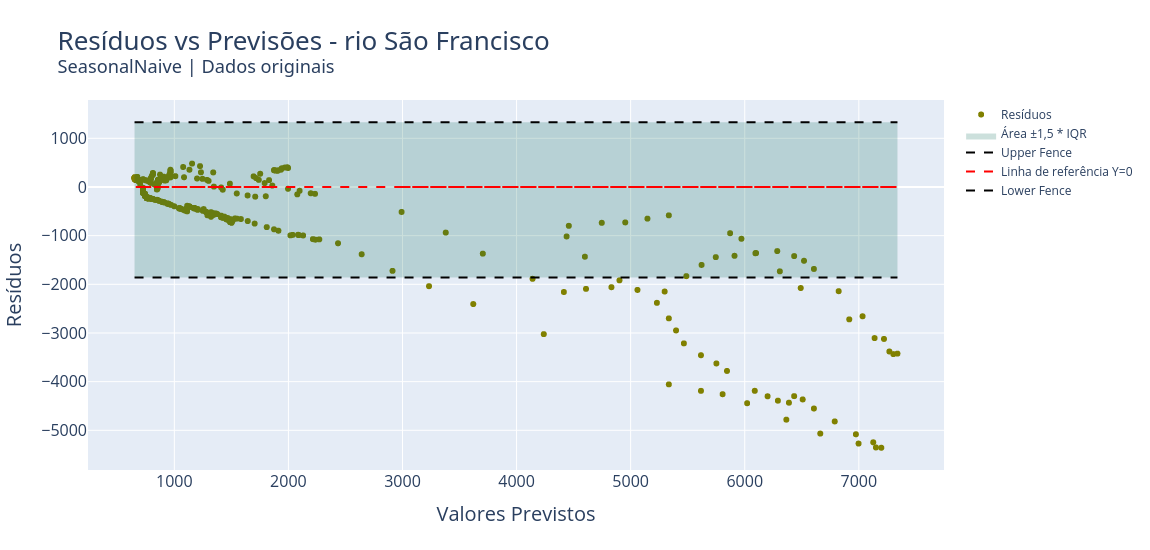 Resíduos vs Previsões - rio São Francisco
SeasonalNaive | Dados originais
Resíduos
Área ±1,5 * IQR
Upper Fence
Linha de referência Y=0
Lower Fence
Resíduos
1000
0
−1000
−2000
−3000
−4000
−5000
1000
2000
3000
4000
5000
6000
7000
Valores Previstos